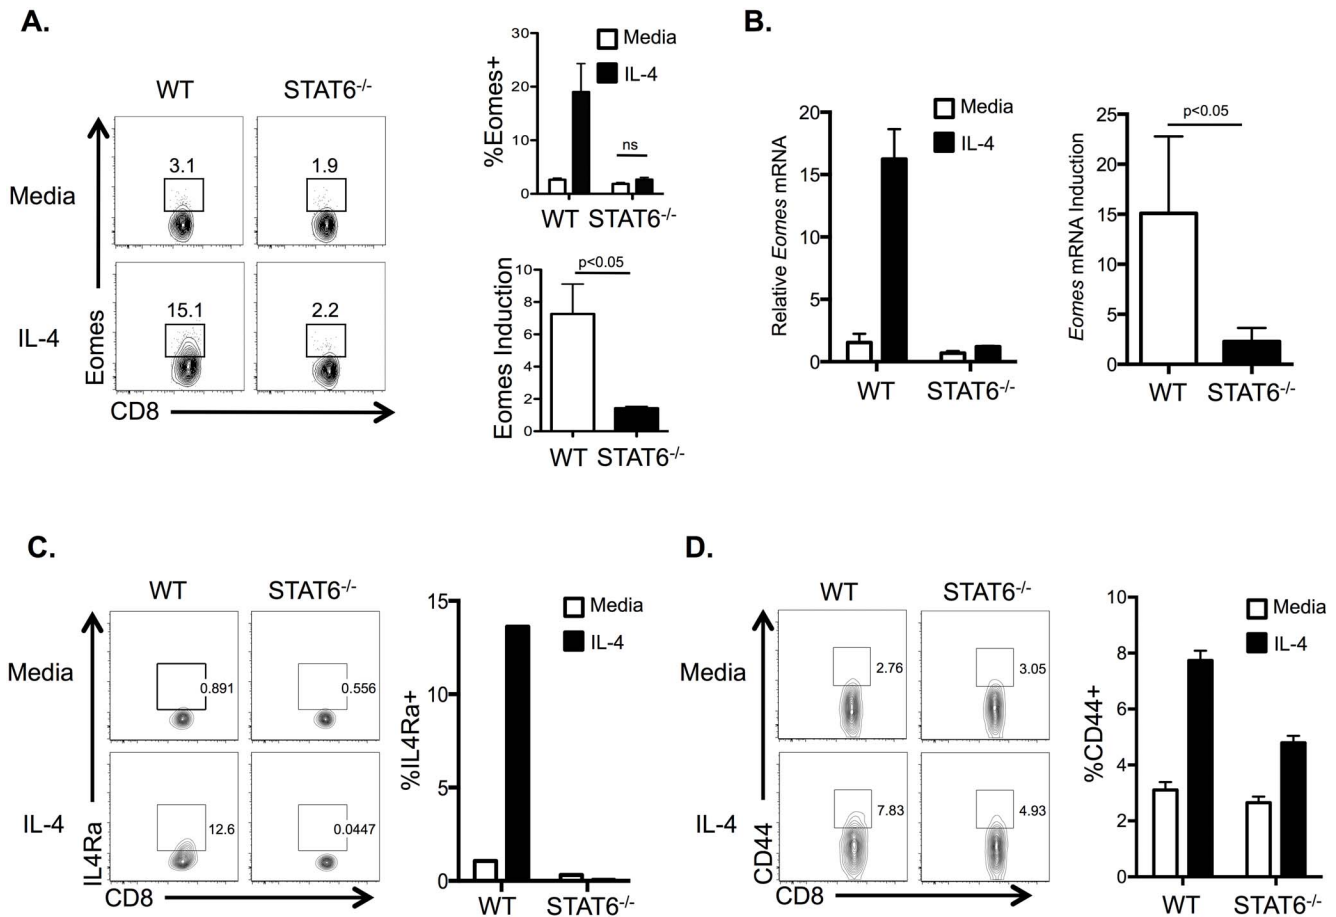 A.
WT STAT6-/-
Media
3.1 1.9
IL-4
15.1 2.2
Eomes
CD8
%Eomes+
30
20
10
0
Media
IL-4
ns
WT STAT6-/-
Eomes Induction
10
8
6
4
2
0
p<0.05
WT STAT6-/-
B.
Relative Eomes mRNA
20
15
10
5
0
Media
IL-4
WT STAT6-/-
Eomes mRNA Induction
25
20
15
10
5
0
p<0.05
WT STAT6-/-
C.
WT STAT6-/-
Media
0.891 0.556
IL-4
12.6 0.0447
IL4Ra
CD8
%IL4Ra+
15
10
5
0
Media
IL-4
WT STAT6-/-
D.
WT STAT6-/-
Media
2.76 3.05
IL-4
7.83 4.93
CD44
CD8
%CD44+
10
8
6
4
2
0
Media
IL-4
WT STAT6-/-